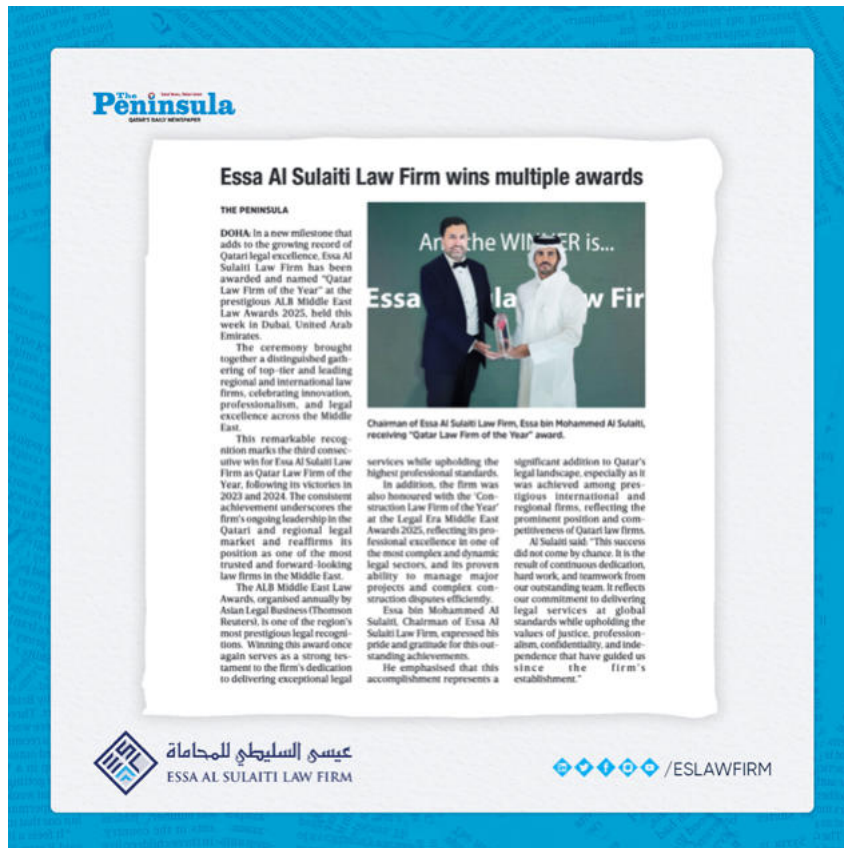 The
Peninsula
QATAR'S DAILY NEWSPAPER
Essa Al Sulaiti Law Firm wins multiple awards
THE PENINSULA
DOHA: In a new milestone that
adds to the growing record of
Qatari legal excellence, Essa Al
Sulaiti Law Firm has been
awarded and named "Qatar
Law Firm of the Year" at the
prestigious ALB Middle East
Law Awards 2025, held this
week in Dubai, United Arab
Emirates.
The ceremony brought
together a distinguished gath-
ering of top-tier and leading
regional and international law
firms, celebrating innovation,
professionalism, and legal
excellence across the Middle
East.
This remarkable recog-
nition marks the third consec-
utive win for Essa Al Sulaiti Law
Firm as Qatar Law Firm of the
Year, following its victories in
2023 and 2024. The consistent
achievement underscores the
firm's ongoing leadership in the
Qatari and regional legal
market and reaffirms its
position as one of the most
trusted and forward-looking
law firms in the Middle East.
The ALB Middle East Law
Awards, organised annually by
Asian Legal Business (Thomson
Reuters), is one of the region's
most prestigious legal recogni-
tions. Winning this award once
again serves as a strong tes-
tament to the firm's dedication
to delivering exceptional legal
An the WINNER is...
Essa la w Fir
Chairman of Essa Al Sulaiti Law Firm, Essa bin Mohammed Al Sulaiti,
receiving "Qatar Law Firm of the Year" award.
services while upholding the
highest professional standards.
In addition, the firm was
also honoured with the 'Con-
struction Law Firm of the Year'
at the Legal Era Middle East
Awards 2025, reflecting its pro-
fessional excellence in one of
the most complex and dynamic
legal sectors, and its proven
ability to manage major
projects and complex con-
struction disputes efficiently.
Essa bin Mohammed Al
Sulaiti, Chairman of Essa Al
Sulaiti Law Firm, expressed his
pride and gratitude for this out-
standing achievements.
He emphasised that this
accomplishment represents a
significant addition to Qatar's
legal landscape, especially as it
was achieved among pres-
tigious international and
regional firms, reflecting the
prominent position and com-
petitiveness of Qatari law firms.
Al Sulaiti said: "This success
did not come by chance. It is the
result of continuous dedication,
hard work, and teamwork from
our outstanding team. It reflects
our commitment to delivering
legal services at global
standards while upholding the
values of justice, profession-
alism, confidentiality, and inde-
pendence that have guided us
since the firm's
establishment."
عيسى السليطي للمحاماة
ESSA AL SULAITI LAW FIRM
/ESLAWFIRM